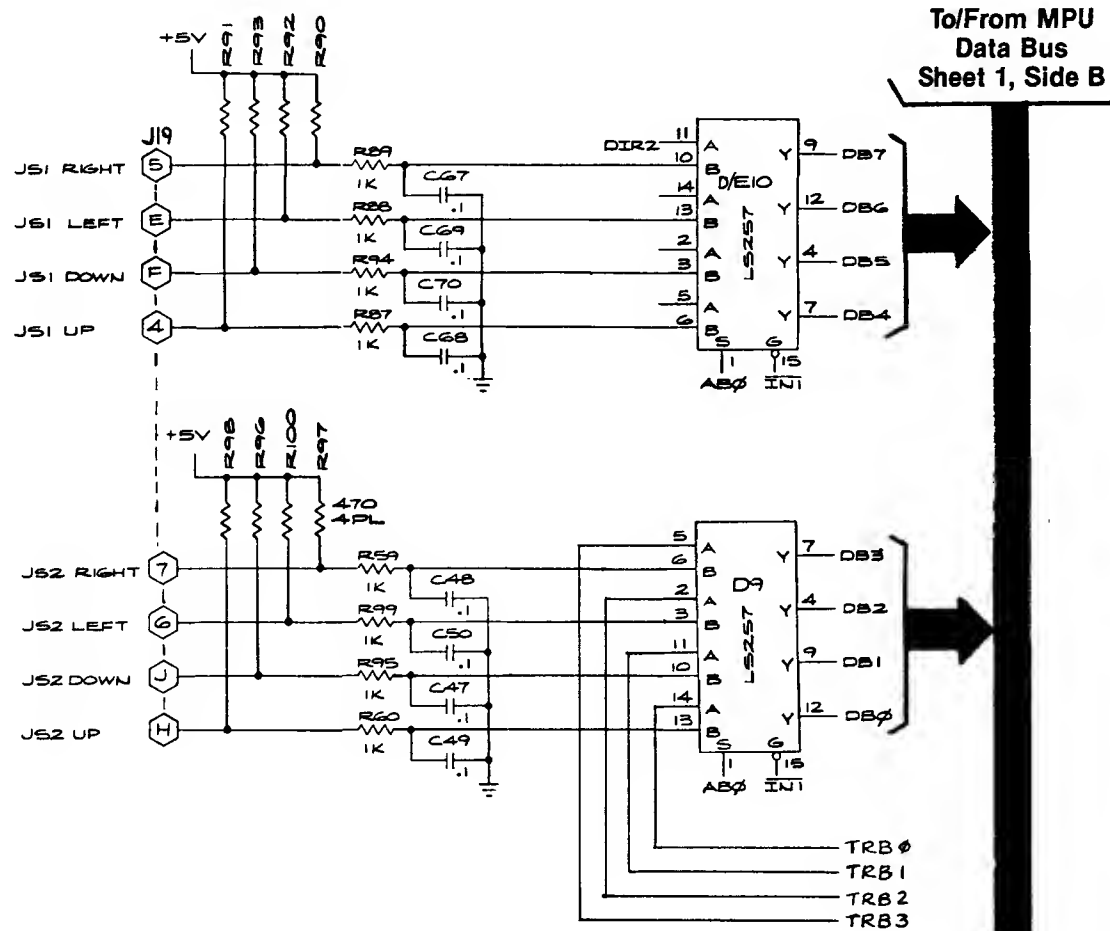 To/From MPU
Data Bus
Sheet 1, Side B
+5V
R91
R93
R92
R90
J19
JS1 RIGHT 5
R89
1K
C67
.1
JS1 LEFT E
R88
1K
C69
.1
JS1 DOWN F
R94
1K
C70
.1
JS1 UP 4
R87
1K
C68
.1
DIR2 11 A
10 B
14 A
13 B
2 A
3 B
5 A
6 B
D/E10
LS257
Y 9 DB7
Y 12 DB6
Y 4 DB5
Y 7 DB4
S G
1 15
ABØ IN1
+5V
R98
R96
R100
R97
470
4PL
JS2 RIGHT 7
R59
1K
C48
.1
JS2 LEFT 6
R99
1K
C50
.1
JS2 DOWN J
R95
1K
C47
.1
JS2 UP H
R60
1K
C49
.1
5 A
6 B
2 A
3 B
11 A
10 B
14 A
13 B
D9
LS257
Y 7 DB3
Y 4 DB2
Y 9 DB1
Y 12 DBØ
S G
1 15
ABØ IN1
TRBØ
TRB1
TRB2
TRB3